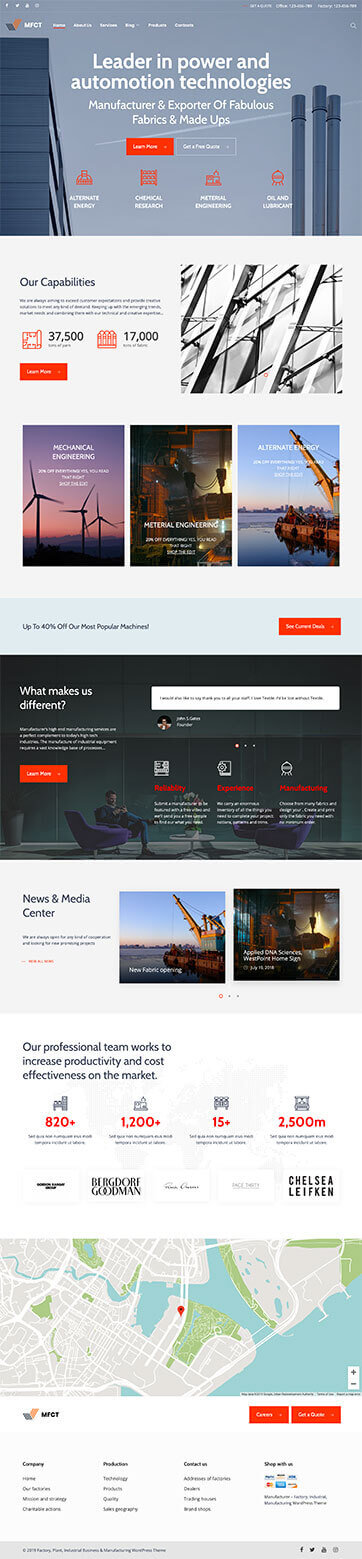 GET A QUOTE Office: 123-456-789 Factory: 123-456-789
MFCT Home About Us Services Blog Products Contacts
Leader in power and
automotion technologies
Manufacturer & Exporter Of Fabulous
Fabrics & Made Ups
Learn More → Get a Free Quote →
ALTERNATE
ENERGY
CHEMICAL
RESEARCH
METERIAL
ENGINEERING
OIL AND
LUBRICANT
Our Capabilities
We are always aiming to exceed customer expectations and provide creative
solutions to meet any kind of demand. Keeping up with the emerging trends,
market needs and combining them with our technical and creative expertise...
37,500
tons of yarn
17,000
tons of fabric
Learn More →
MECHANICAL
ENGINEERING
20% OFF EVERYTHING! YES, YOU READ
THAT RIGHT
SHOP THE EDIT
METERIAL ENGINEERING
20% OFF EVERYTHING! YES, YOU READ
THAT RIGHT
SHOP THE EDIT
ALTERNATE ENERGY
20% OFF EVERYTHING! YES, YOU READ
THAT RIGHT
SHOP THE EDIT
Up To 40% Off Our Most Popular Machines!
See Current Deals →
What makes us
different?
Manufacturer's high end manufacturing services are
a perfect complement to today's high tech
industries. The manufacture of industrial equipment
requires a vast knowledge base of processes...
Learn More →
I would also like to say thank you to all your staff. I love Textile. I'd be lost without Textile.
John S Gates
Founder
Reliability
Submit a manufacturer to be
featured with a free video and
we'll send you a free sample
to find our what you need.
Experience
We carry an enormous
inventory of all the things you
need to complete your project
notions, patterns and trims.
Manufacturing
Choose from many fabrics and
design your . Create and print
only the fabric you need with
no minimum order.
News & Media
Center
We are always open for any kind of cooperation
and looking for new promising projects
VIEW ALL NEWS
New Fabric opening
Applied DNA Sciences,
WestPoint Home Sign
July 19, 2018
Our professional team works to
increase productivity and cost
effectiveness on the market.
820+
Sed quia non numquam eius modi
tempora incidunt ut labore.
1,200+
Sed quia non numquam eius modi
tempora incidunt ut labore.
15+
Sed quia non numquam eius modi
tempora incidunt ut labore.
2,500m
Sed quia non numquam eius modi
tempora incidunt ut labore.
GORDON RAMSAY
GROUP
BERGDORF
GOODMAN
CHELSEA
LEIFKEN
MFCT
Careers → Get a Quote →
Company
Home
Our factories
Mission and strategy
Charitable actions
Production
Technology
Products
Quality
Sales geography
Contact us
Addresses of factories
Dealers
Trading houses
Brand shops
Shop with us
Manufacturer – Factory, Industrial,
Manufacturing WordPress Theme
© 2019 Factory, Plant, Industrial Business & Manufacturing WordPress Theme